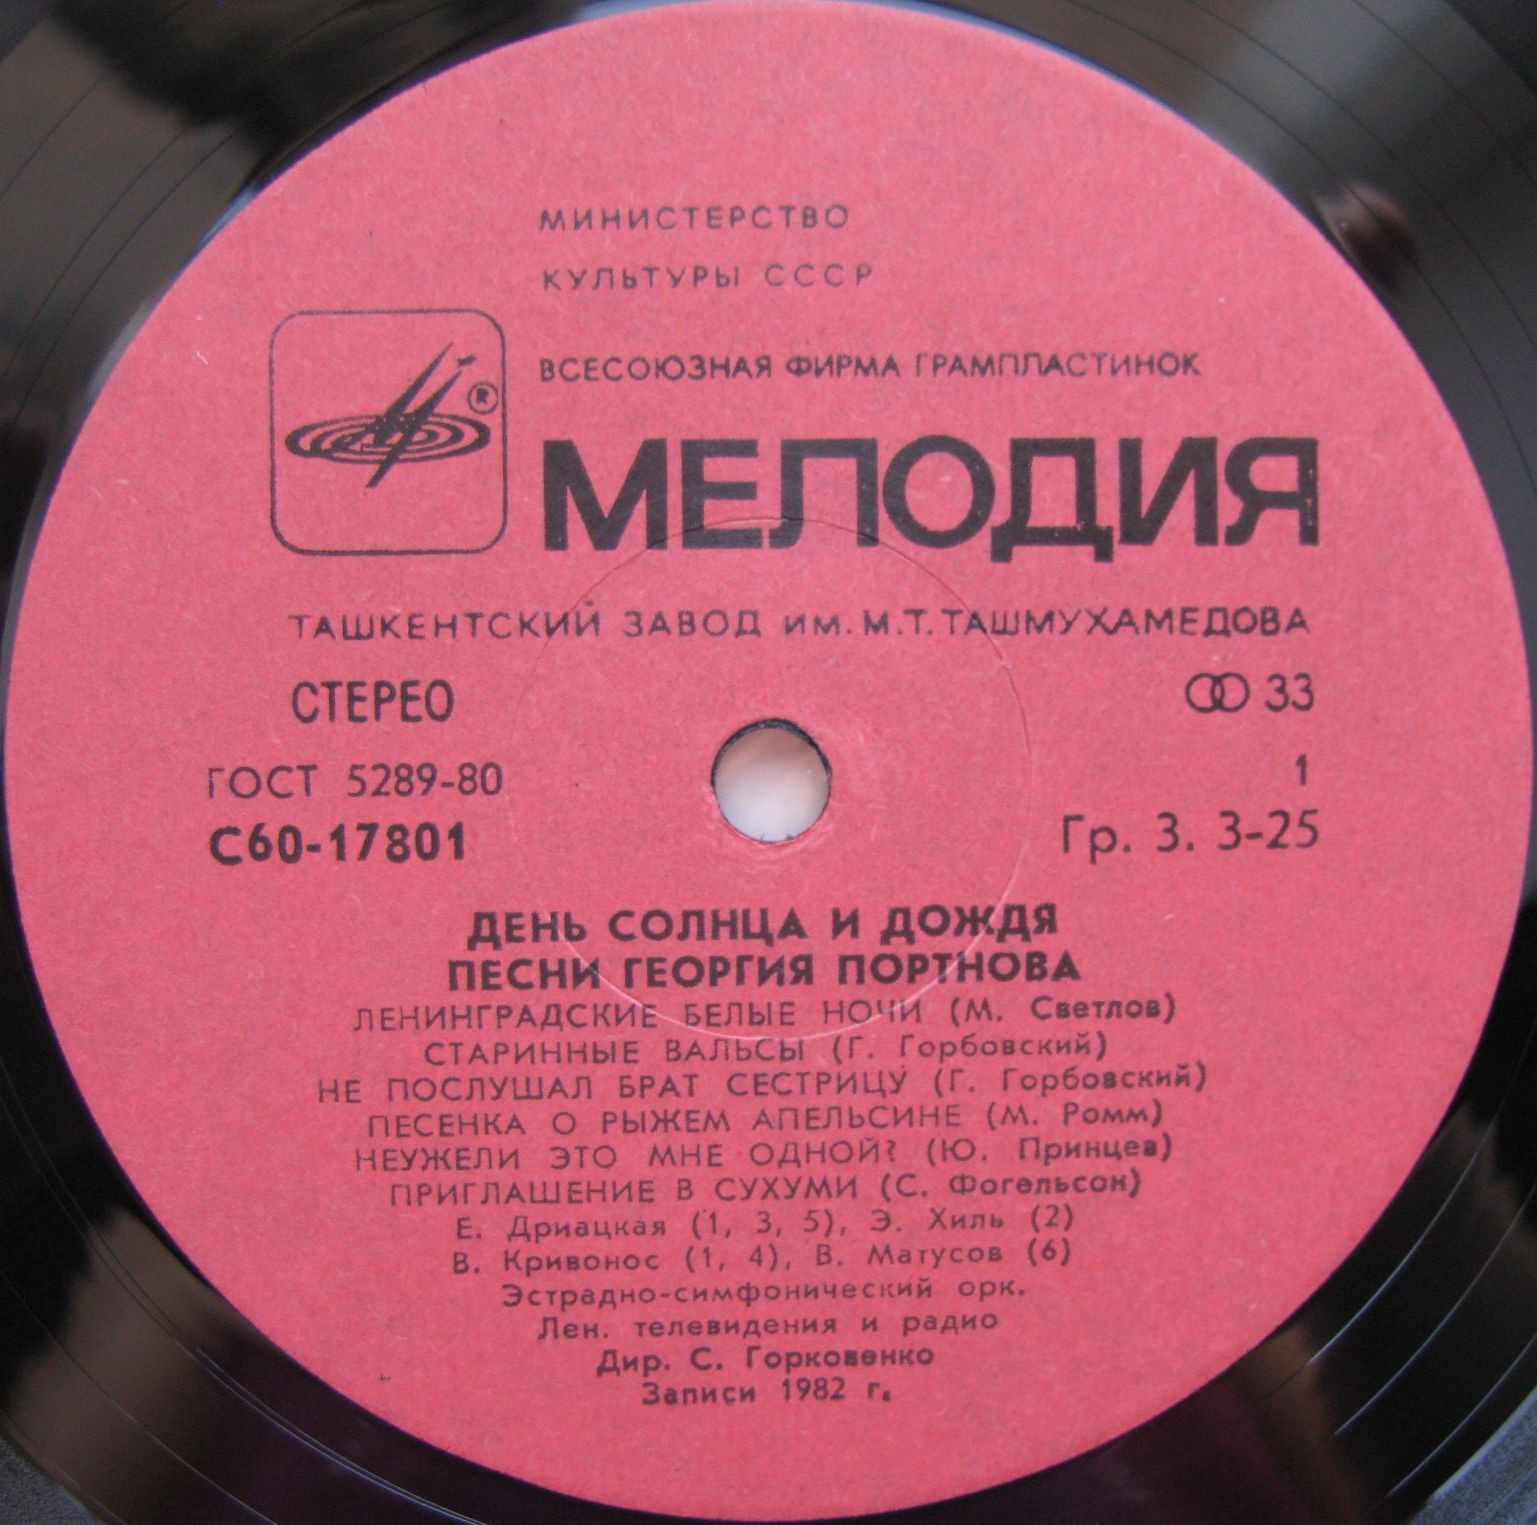 МИНИСТЕРСТВО
КУЛЬТУРЫ СССР
ВСЕСОЮЗНАЯ ФИРМА ГРАМПЛАСТИНОК
®
МЕЛОДИЯ
ТАШКЕНТСКИЙ ЗАВОД ИМ. М.Т. ТАШМУХАМЕДОВА
СТЕРЕО 33
ГОСТ 5289-80 1
С60-17801 Гр. 3. 3-25
ДЕНЬ СОЛНЦА И ДОЖДЯ
ПЕСНИ ГЕОРГИЯ ПОРТНОВА
ЛЕНИНГРАДСКИЕ БЕЛЫЕ НОЧИ (М. Светлов)
СТАРИННЫЕ ВАЛЬСЫ (Г. Горбовский)
НЕ ПОСЛУШАЛ БРАТ СЕСТРИЦУ (Г. Горбовский)
ПЕСЕНКА О РЫЖЕМ АПЕЛЬСИНЕ (М. Ромм)
НЕУЖЕЛИ ЭТО МНЕ ОДНОЙ? (Ю. Принцев)
ПРИГЛАШЕНИЕ В СУХУМИ (С. Фогельсон)
Е. Дриацкая (1, 3, 5), Э. Хиль (2)
В. Кривонос (1, 4), В. Матусов (6)
Эстрадно-симфонический орк.
Лен. телевидения и радио
Дир. С. Горковенко
Записи 1982 г.